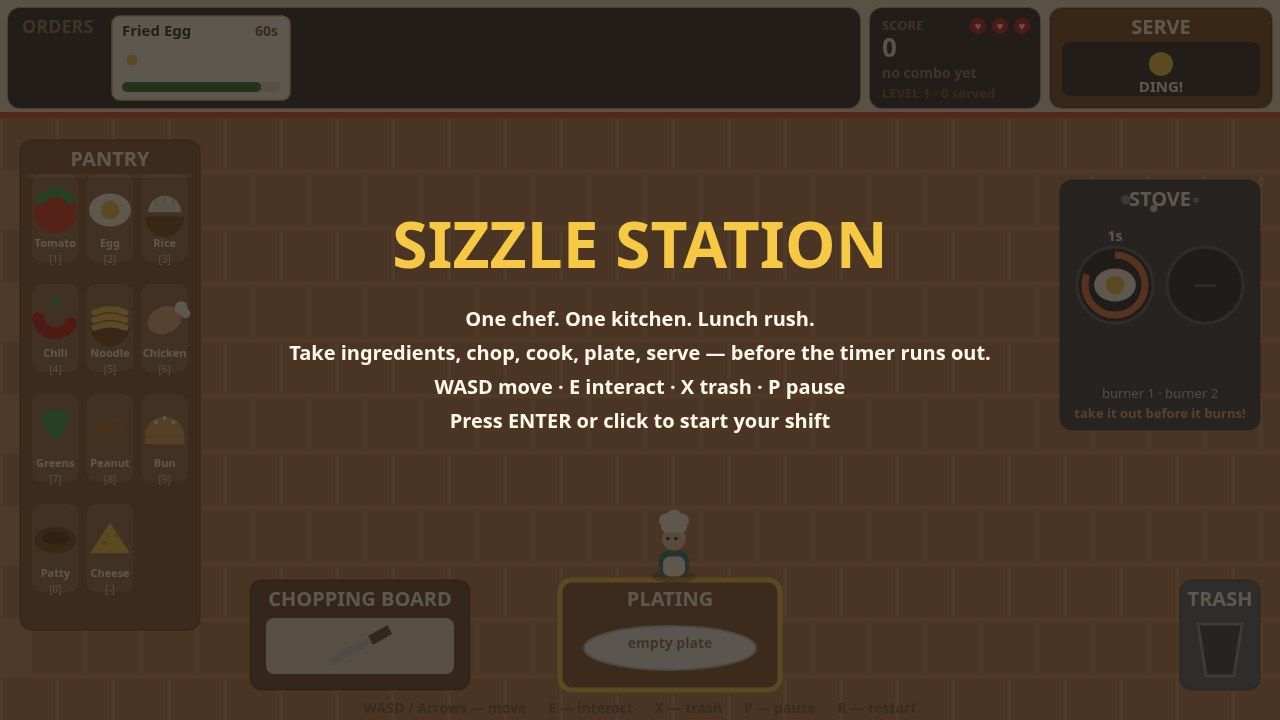 ORDERS
Fried Egg 60s
SCORE
0
no combo yet
LEVEL 1 · 0 served
SERVE
DING!
PANTRY
Tomato Egg Rice
[1] [2] [3]
Chili Noodle Chicken
[4] [5] [6]
Greens Peanut Bun
[7] [8] [9]
Patty Cheese
[0] [-]
STOVE
1s
burner 1 · burner 2
take it out before it burns!
SIZZLE STATION
One chef. One kitchen. Lunch rush.
Take ingredients, chop, cook, plate, serve — before the timer runs out.
WASD move · E interact · X trash · P pause
Press ENTER or click to start your shift
CHOPPING BOARD
PLATING
empty plate
TRASH
WASD / Arrows — move E — interact X — trash P — pause R — restart